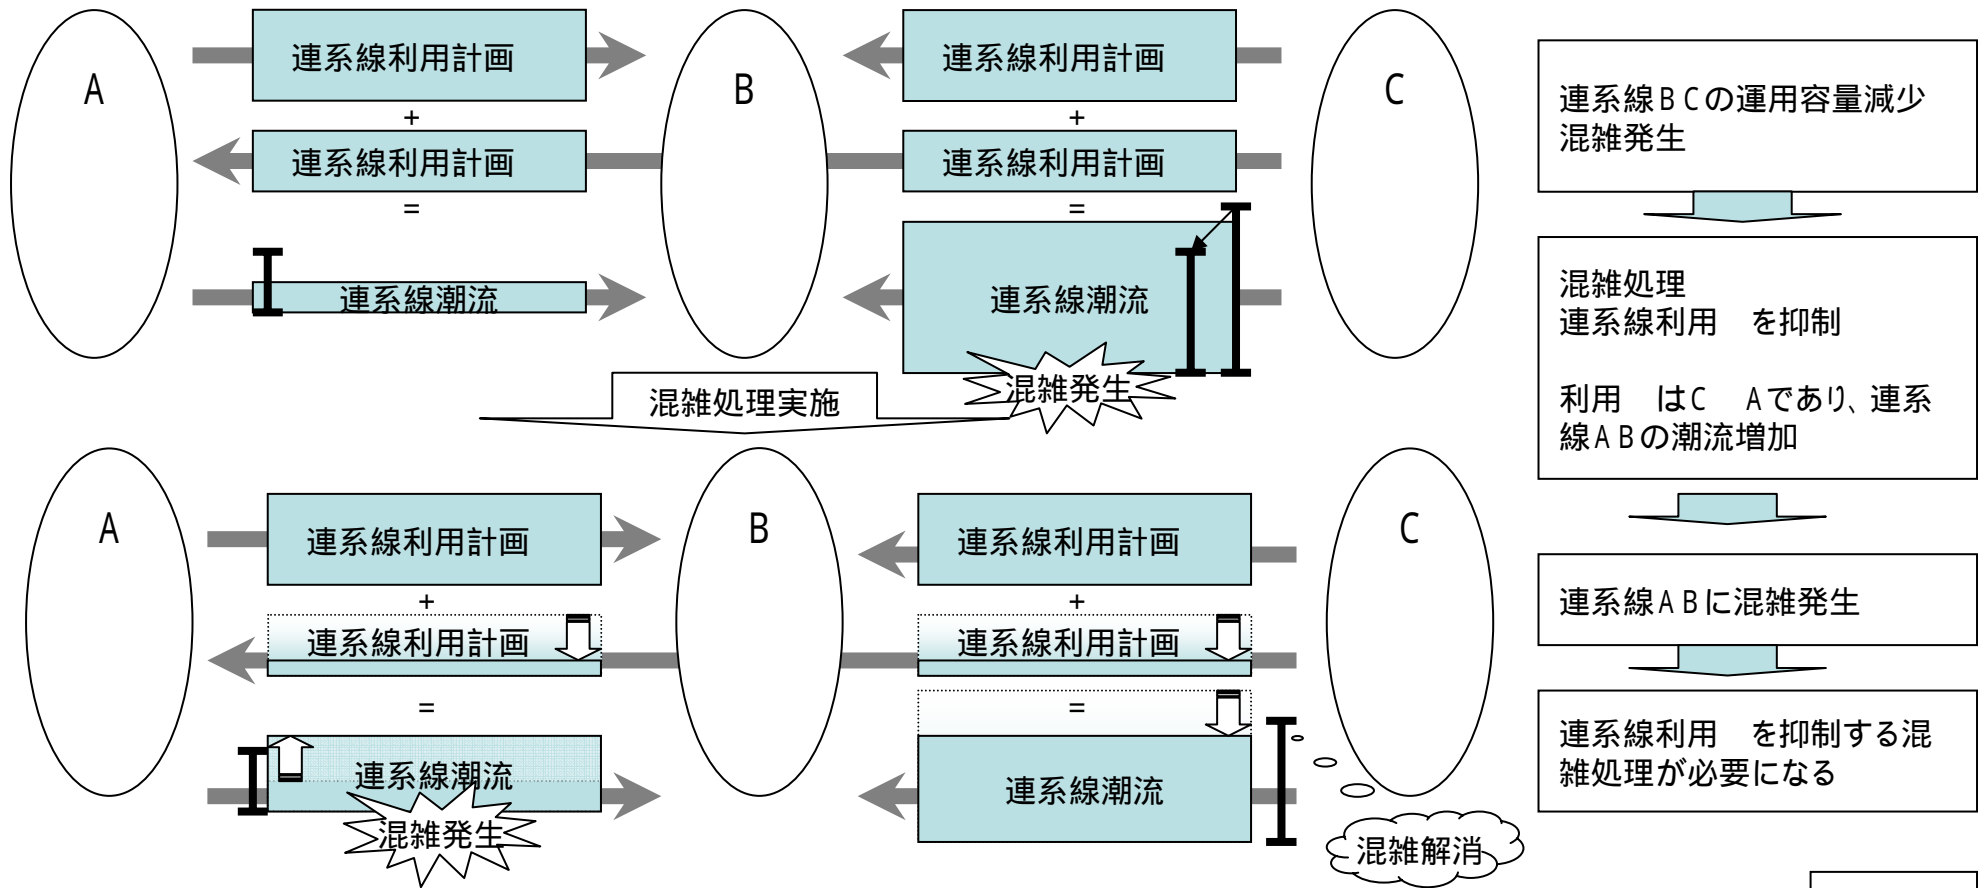 A
連系線利用計画
B
連系線利用計画
C
+
+
連系線利用計画
連系線利用計画
=
=
連系線潮流
連系線潮流
混雑発生
混雑処理実施
A
連系線利用計画
B
連系線利用計画
C
+
+
連系線利用計画
連系線利用計画
=
=
連系線潮流
連系線潮流
混雑発生
混雑解消
連系線BCの運用容量減少
混雑発生
混雑処理
連系線利用　を抑制
利用　はC　Aであり、連系
線ABの潮流増加
連系線ABに混雑発生
連系線利用　を抑制する混
雑処理が必要になる